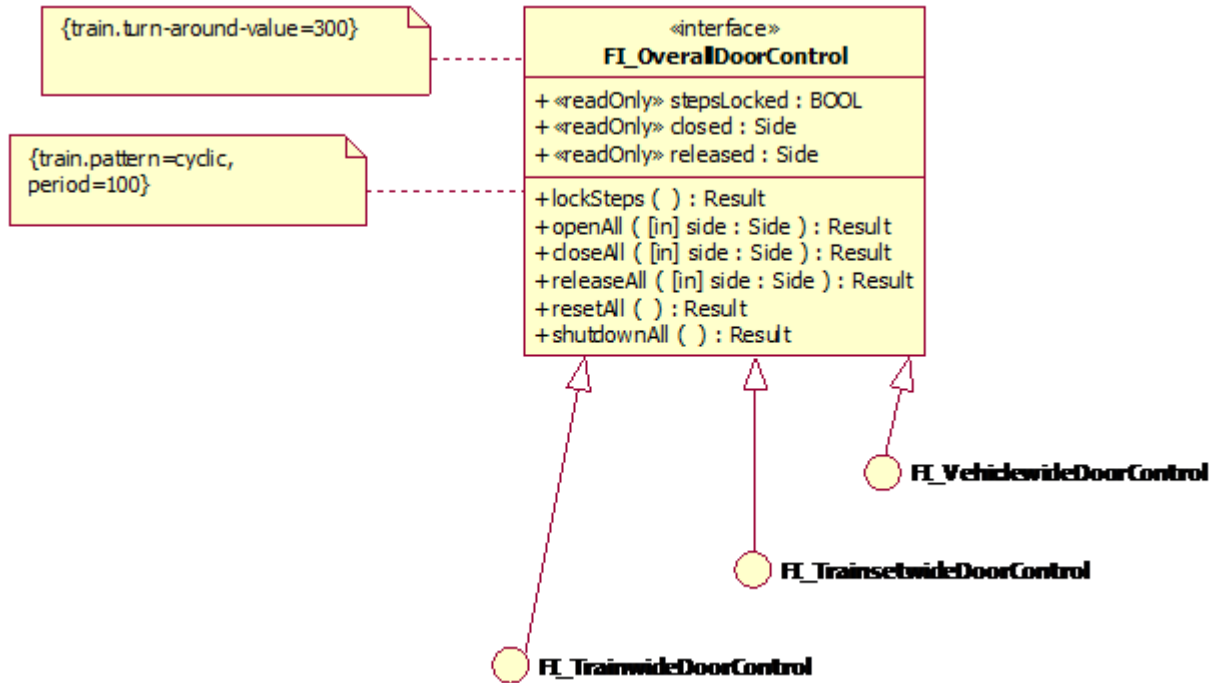 {train.turn-around-value=300}
{train.pattern=cyclic,
period=100}
«interface»
FI_OverallDoorControl
+ «readOnly» stepsLocked : BOOL
+ «readOnly» closed : Side
+ «readOnly» released : Side
+lockSteps ( ) : Result
+openAll ( [in] side : Side ) : Result
+closeAll ( [in] side : Side ) : Result
+releaseAll ( [in] side : Side ) : Result
+resetAll ( ) : Result
+shutdownAll ( ) : Result
FI_VehiclewideDoorControl
FI_TrainsetwideDoorControl
FI_TrainwideDoorControl